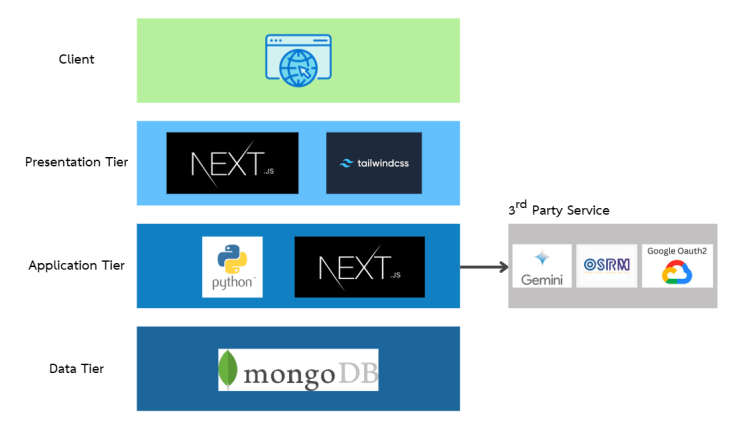 Client
Presentation Tier
NEXT.JS
tailwindcss
3rd Party Service
Application Tier
python™
NEXT.JS
Gemini
OSRM
Google Oauth2
Data Tier
mongoDB